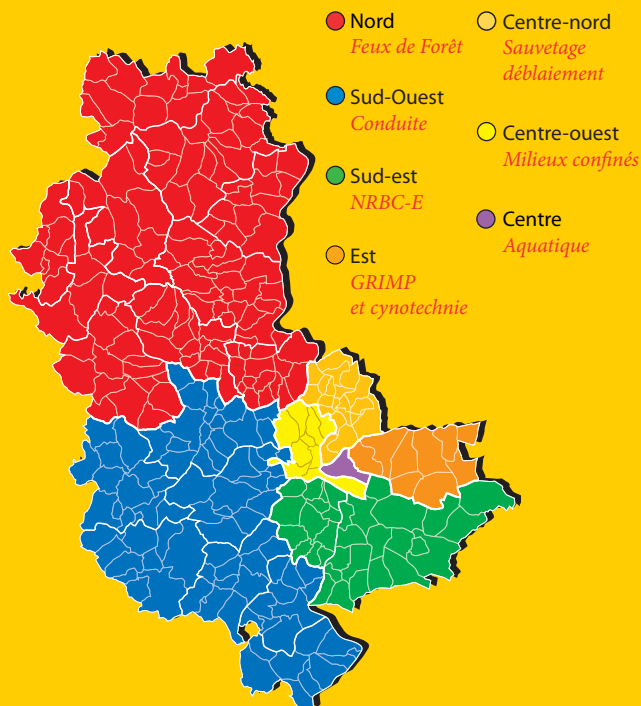 Nord
Feux de Forêt
Sud-Ouest
Conduite
Sud-est
NRBC-E
Est
GRIMP
et cynotechnie
Centre-nord
Sauvetage
déblaiement
Centre-ouest
Milieux confinés
Centre
Aquatique